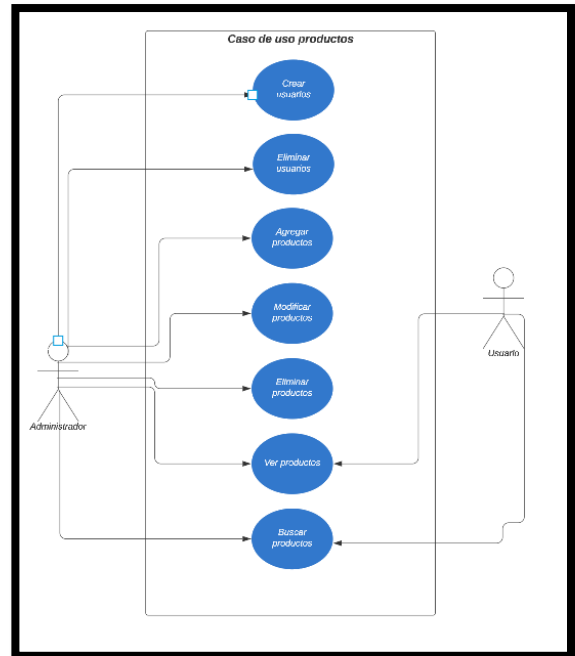 Caso de uso productos
Crear
usuarios
Eliminar
usuarios
Agregar
productos
Modificar
productos
Usuario
Eliminar
productos
Administrador
Ver productos
Buscar
productos